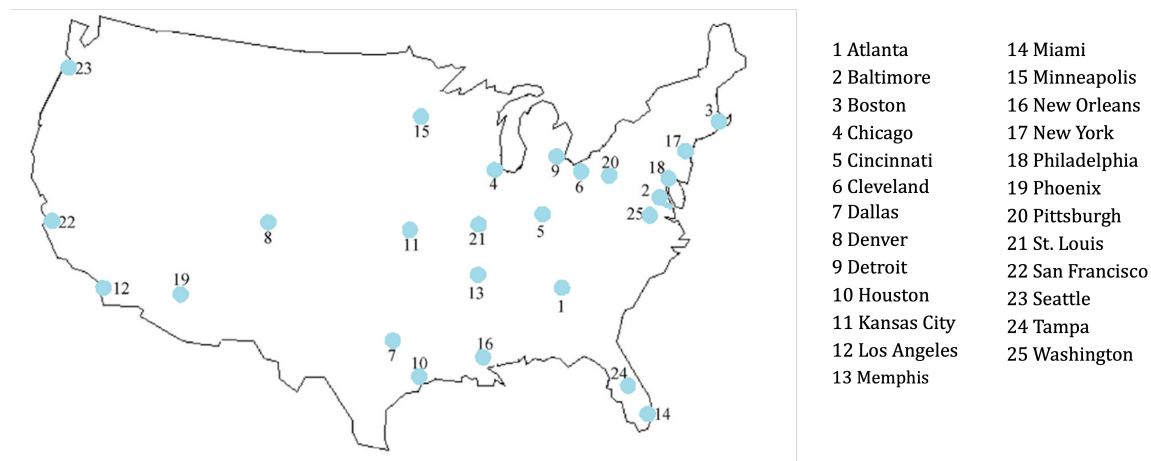 23
3
15
17
9
20
4
6
18
2
25
22
8
11
21
5
19
12
13
1
7
16
10
24
14
1 Atlanta
2 Baltimore
3 Boston
4 Chicago
5 Cincinnati
6 Cleveland
7 Dallas
8 Denver
9 Detroit
10 Houston
11 Kansas City
12 Los Angeles
13 Memphis
14 Miami
15 Minneapolis
16 New Orleans
17 New York
18 Philadelphia
19 Phoenix
20 Pittsburgh
21 St. Louis
22 San Francisco
23 Seattle
24 Tampa
25 Washington